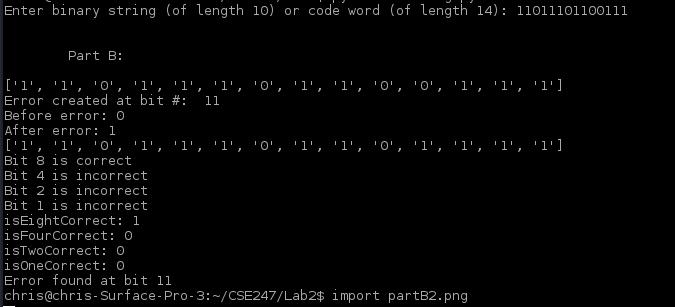 Enter binary string (of length 10) or code word (of length 14): 11011101100111
Part B:
['1', '1', '0', '1', '1', '1', '0', '1', '1', '0', '0', '1', '1', '1']
Error created at bit #:  11
Before error: 0
After error: 1
['1', '1', '0', '1', '1', '1', '0', '1', '1', '0', '1', '1', '1', '1']
Bit 8 is correct
Bit 4 is incorrect
Bit 2 is incorrect
Bit 1 is incorrect
isEightCorrect: 1
isFourCorrect: 0
isTwoCorrect: 0
isOneCorrect: 0
Error found at bit 11
chris@chris-Surface-Pro-3:~/CSE247/Lab2$ import partB2.png